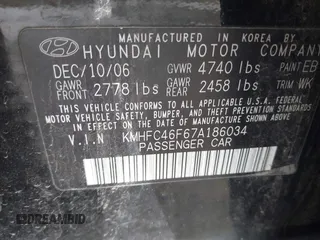 MANUFACTURED IN KOREA BY
HYUNDAI MOTOR COMPANY
DEC/10/06 GVWR 4740 lbs PAINT EB
GAWR FRONT 2778 lbs GAWR REAR 2458 lbs TRIM WK
THIS VEHICLE CONFORMS TO ALL APPLICABLE U.S. FEDERAL
MOTOR VEHICLE SAFETY, BUMPER, AND THEFT PREVENTION
STANDARDS IN EFFECT ON THE DATE OF MANUFACTURE SHOWN ABOVE.
V.I.N KMHFC46F67A186034
PASSENGER CAR
DREAMBID